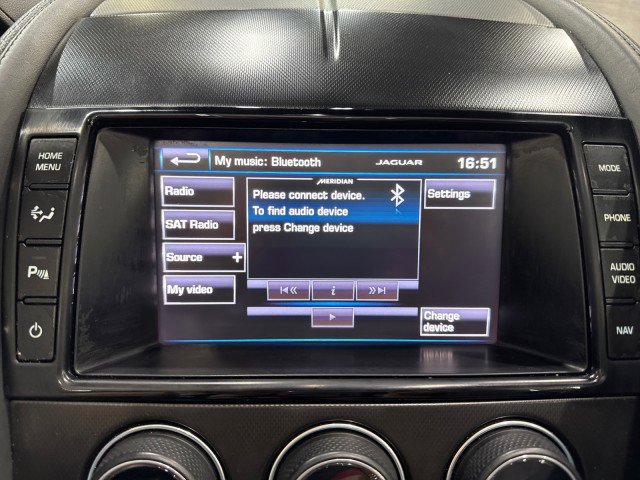 HOME
MENU
My music: Bluetooth
JAGUAR
16:51
MODE
Radio
SAT Radio
Source +
My video
MERIDIAN
Please connect device.
To find audio device
press Change device
i
Settings
Change
device
P
PHONE
AUDIO
VIDEO
NAV